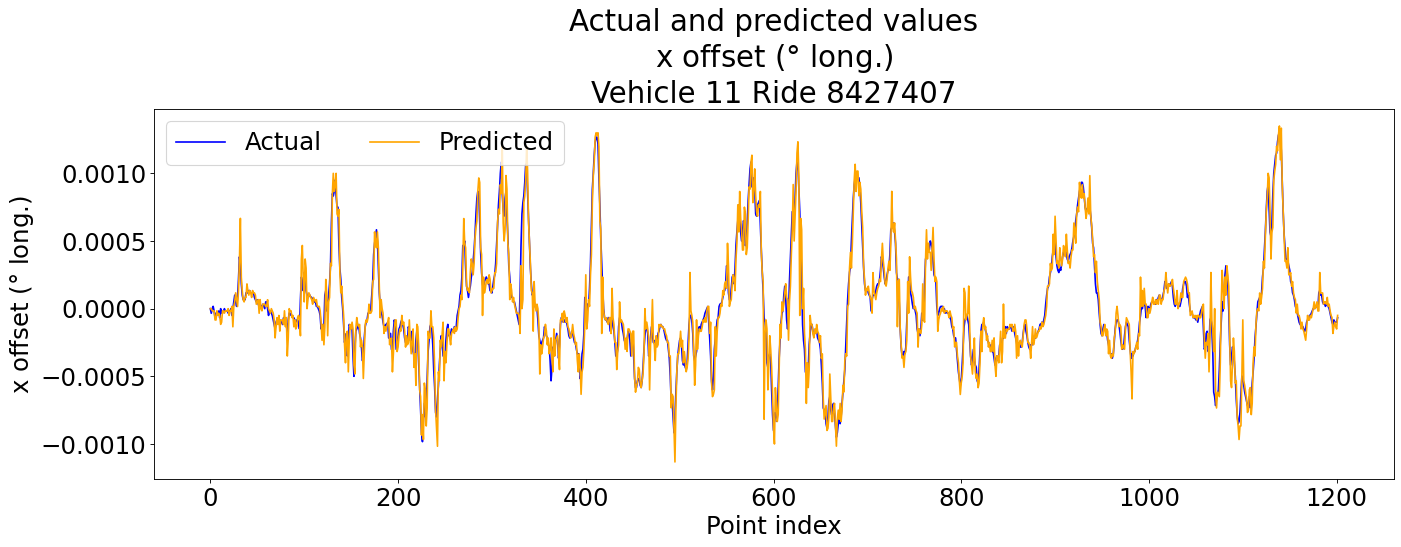 Actual and predicted values
x offset (° long.)
Vehicle 11 Ride 8427407
Actual Predicted
x offset (° long.)
0.0010
0.0005
0.0000
−0.0005
−0.0010
0 200 400 600 800 1000 1200
Point index